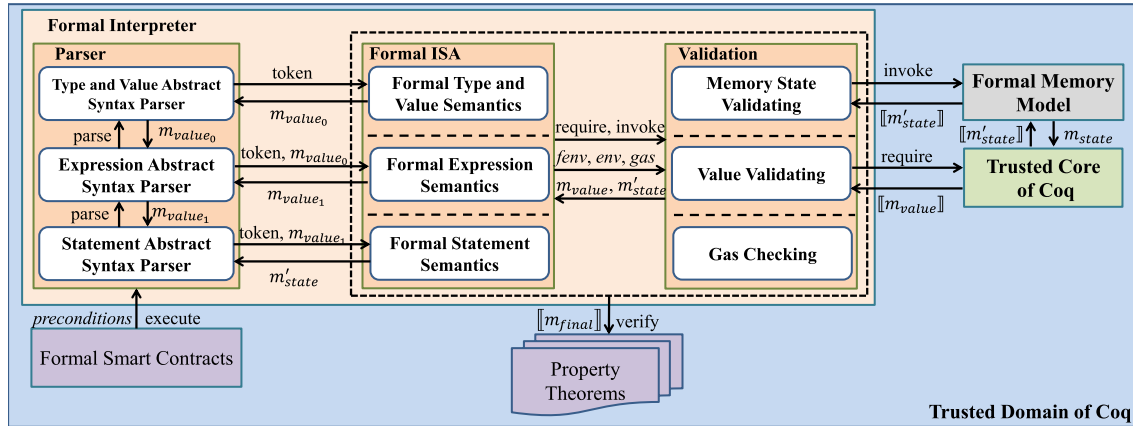 Formal Interpreter
Parser
Type and Value Abstract
Syntax Parser
parse
m_value₀
Expression Abstract
Syntax Parser
parse
m_value₁
Statement Abstract
Syntax Parser
token
m_value₀
token, m_value₀
m_value₁
token, m_value₁
m′_state
Formal ISA
Formal Type and
Value Semantics
Formal Expression
Semantics
Formal Statement
Semantics
require, invoke
fenv, env, gas
m_value, m′_state
Validation
Memory State
Validating
Value Validating
Gas Checking
invoke
⟦m′_state⟧
require
⟦m_value⟧
Formal Memory
Model
⟦m′_state⟧
m_state
Trusted Core
of Coq
preconditions execute
Formal Smart Contracts
⟦m_final⟧ verify
Property
Theorems
Trusted Domain of Coq